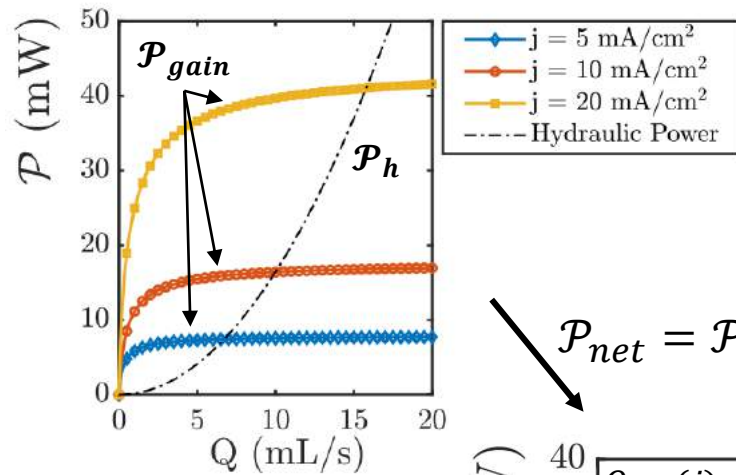 50
40
30
20
10
0
0 5 10 15 20
𝒫 (mW)
Q (mL/s)
𝒫_gain
𝒫_h
j = 5 mA/cm²
j = 10 mA/cm²
j = 20 mA/cm²
Hydraulic Power
𝒫_net = 𝒫
40